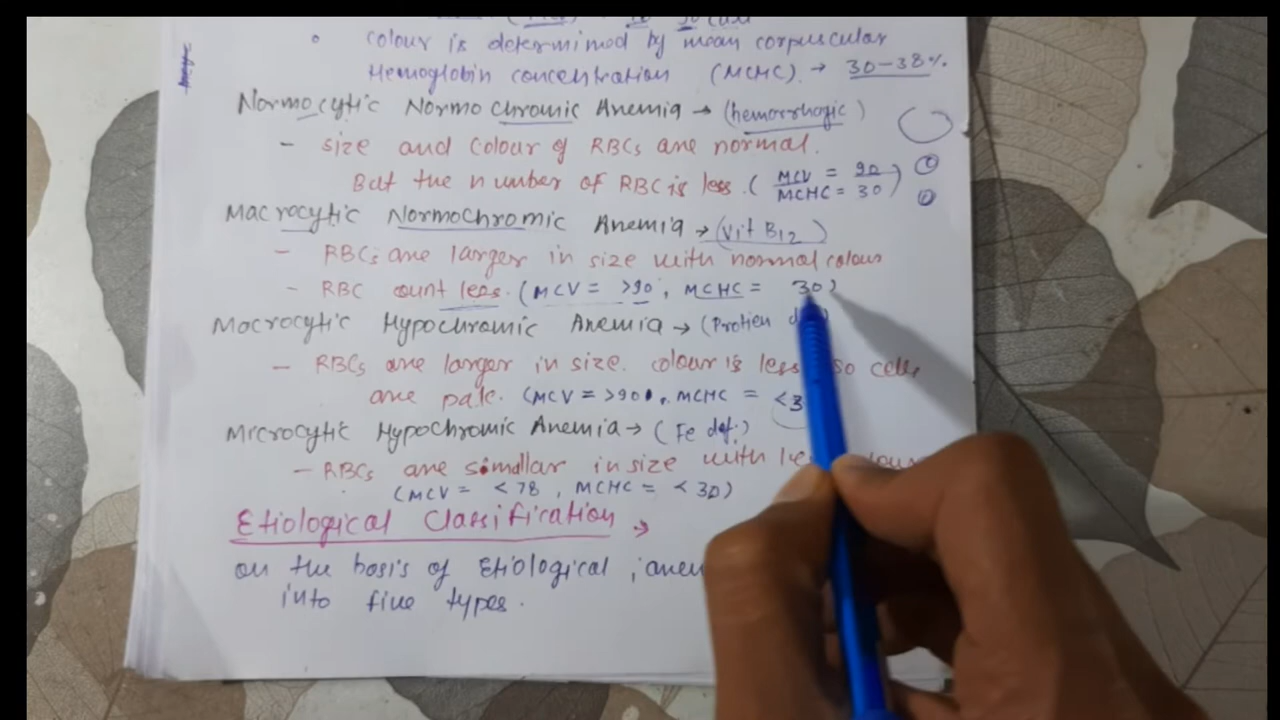 colour is determimed by mean corpuscular
Hemoglobin concentration (MCHC). → 30-38%.
Normocytic Normo chromic Anemia → (hemorrhagic)
- size and colour of RBCs are normal.
But the number of RBC is less. (MCV = 90
MCHC = 30)
Macrocytic Normochromic Anemia → (vit B12)
- RBCs are larger in size with normal colour
- RBC count less. (MCV = >90, MCHC = 30)
Macrocytic Hypochromic Anemia → (Protien
- RBCs are larger in size. colour is less so cells
are pale. (MCV = >90, MCHC = <3
Microcytic Hypochromic Anemia → (Fe def.)
- RBCs are simillar in size with
(MCV = <78, MCHC = <30)
Etiological Classification →
on the basis of Etiological, anem
into five types.